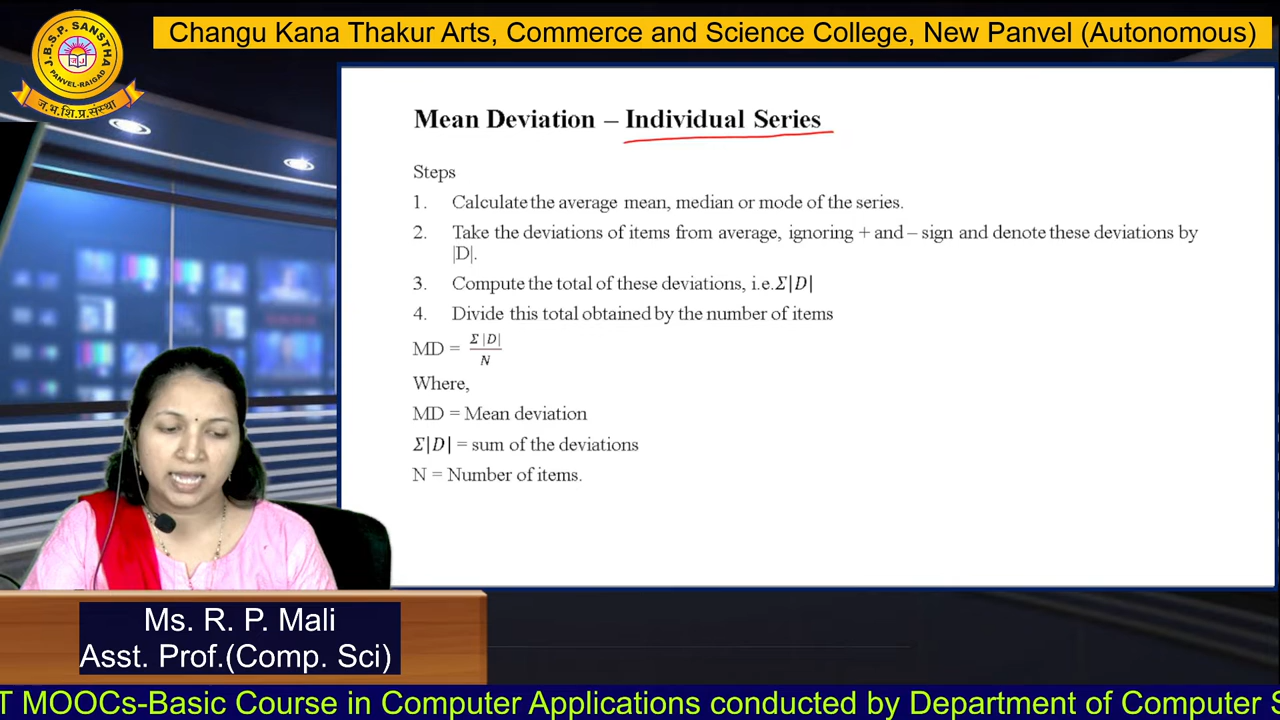 Changu Kana Thakur Arts, Commerce and Science College, New Panvel (Autonomous)
J.B.S.P. SANSTHA
PANVEL-RAIGAD
ज.भ.शि.प्र.संस्था
Mean Deviation – Individual Series
Steps
1. Calculate the average mean, median or mode of the series.
2. Take the deviations of items from average, ignoring + and – sign and denote these deviations by
|D|.
3. Compute the total of these deviations, i.e.Σ|D|
4. Divide this total obtained by the number of items
MD = Σ |D| / N
Where,
MD = Mean deviation
Σ|D| = sum of the deviations
N = Number of items.
Ms. R. P. Mali
Asst. Prof.(Comp. Sci)
T MOOCs-Basic Course in Computer Applications conducted by Department of Computer S